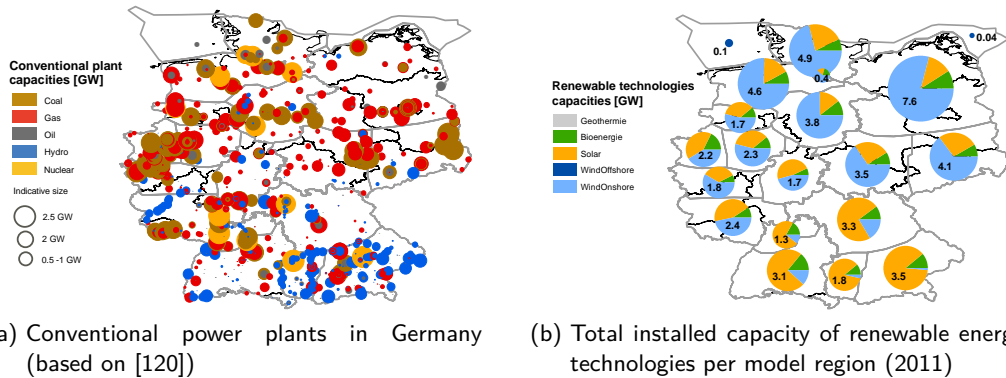 Conventional plant
capacities [GW]
Coal
Gas
Oil
Hydro
Nuclear
Indicative size
2.5 GW
2 GW
0.5 -1 GW
a) Conventional power plants in Germany
(based on [120])
Renewable technologies
capacities [GW]
Geothermie
Bioenergie
Solar
WindOffshore
WindOnshore
0.1
4.9
0.04
0.4
4.6
7.6
1.7
3.8
2.2
2.3
3.5
4.1
1.8
1.7
2.4
1.3
3.3
3.1
1.8
3.5
(b) Total installed capacity of renewable energ
technologies per model region (2011)